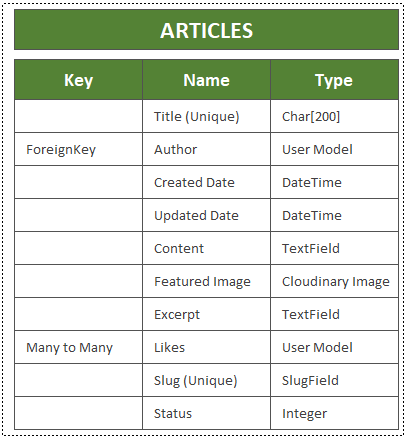 ARTICLES
Key Name Type
Title (Unique) Char[200]
ForeignKey Author User Model
Created Date DateTime
Updated Date DateTime
Content TextField
Featured Image Cloudinary Image
Excerpt TextField
Many to Many Likes User Model
Slug (Unique) SlugField
Status Integer